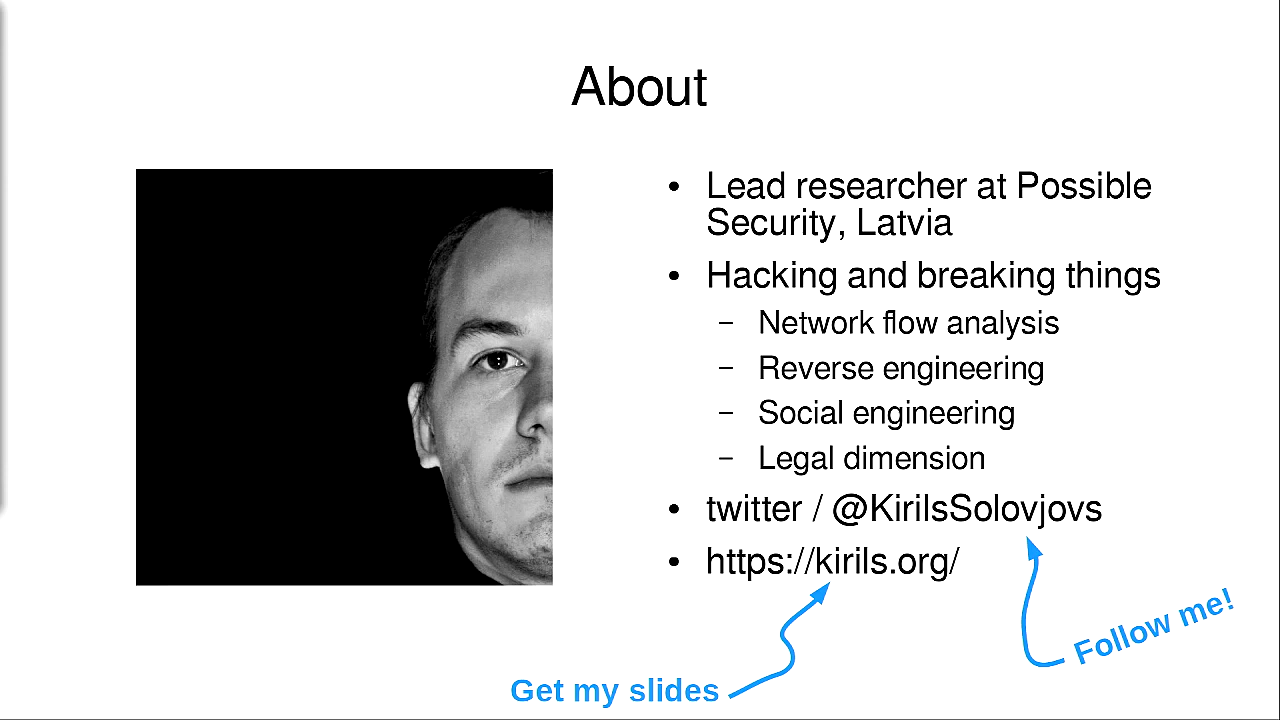 About
• Lead researcher at Possible
Security, Latvia
• Hacking and breaking things
– Network flow analysis
– Reverse engineering
– Social engineering
– Legal dimension
• twitter / @KirilsSolovjovs
• https://kirils.org/
Follow me!
Get my slides